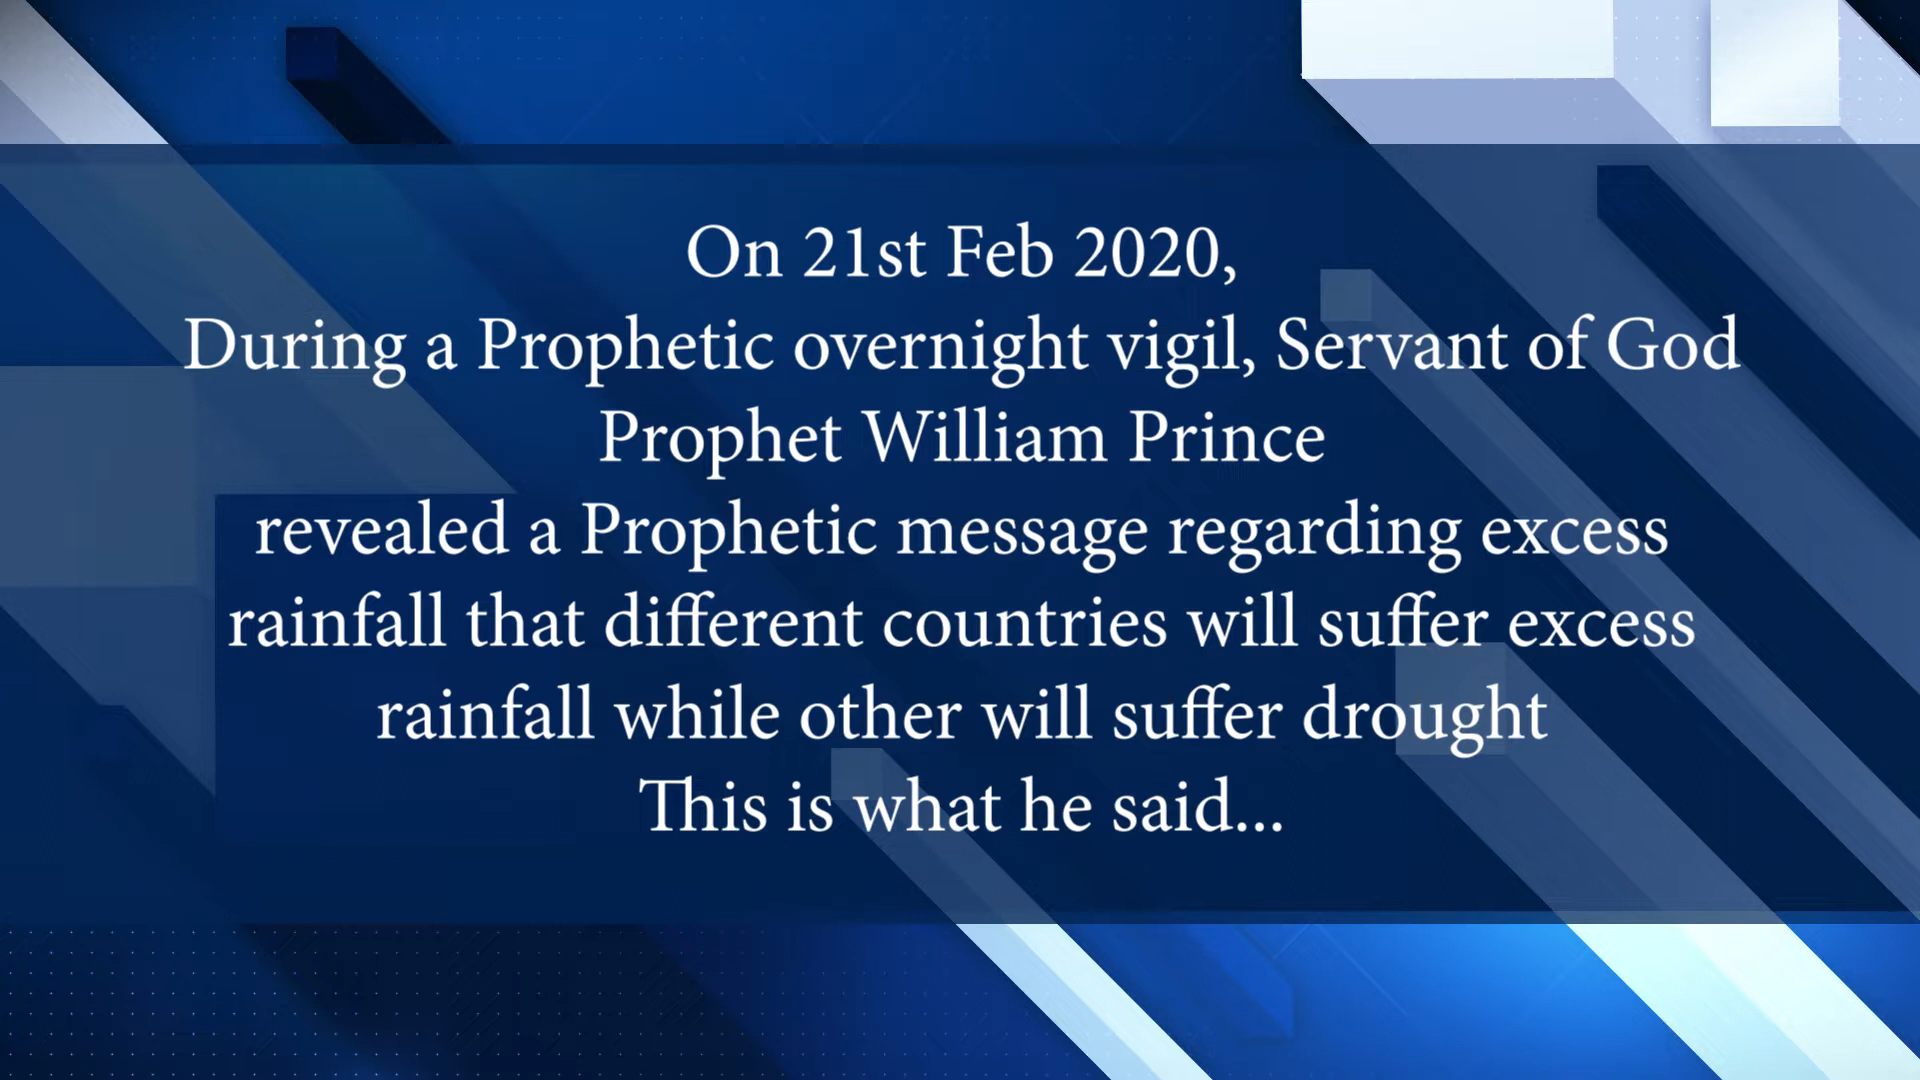 On 21st Feb 2020,
During a Prophetic overnight vigil, Servant of God
Prophet William Prince
revealed a Prophetic message regarding excess
rainfall that different countries will suffer excess
rainfall while other will suffer drought
This is what he said...